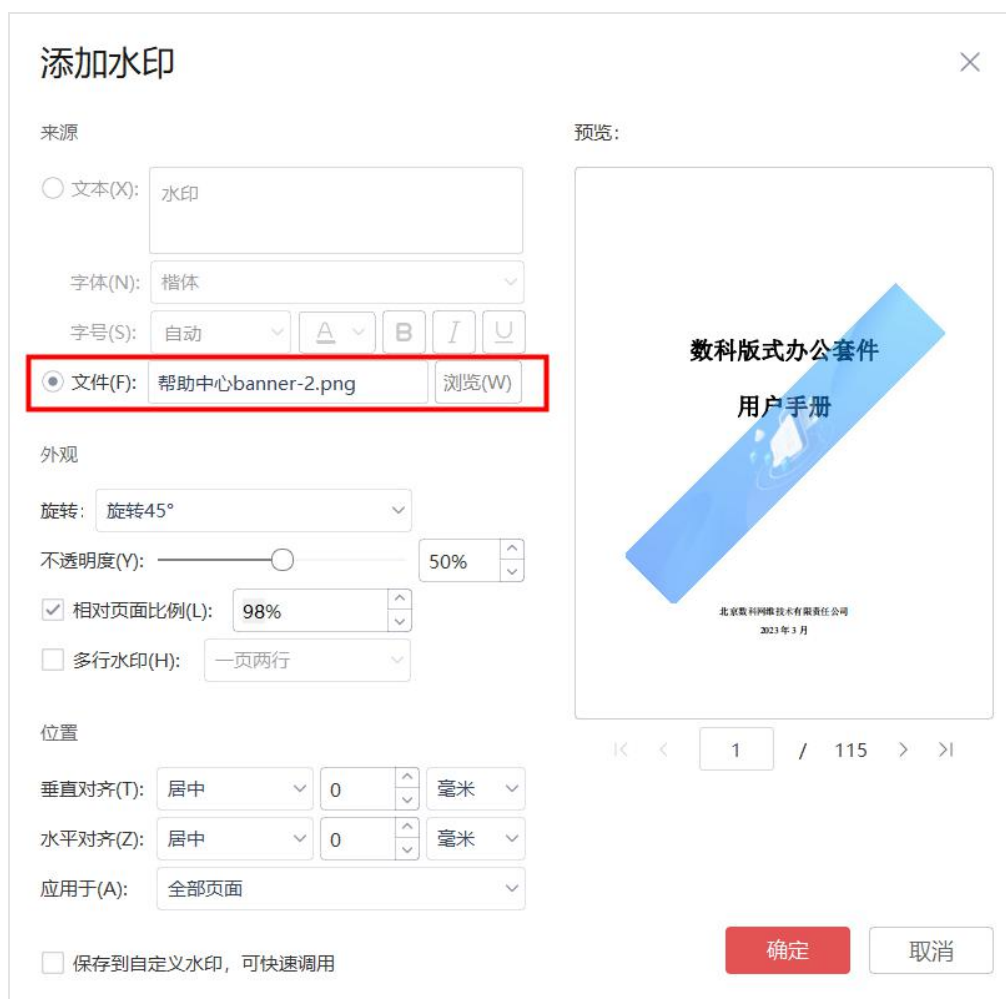 添加水印
来源
文本(X): 水印
字体(N): 楷体
字号(S): 自动 A B I U
文件(F): 帮助中心banner-2.png 浏览(W)
外观
旋转: 旋转45°
不透明度(Y): 50%
相对页面比例(L): 98%
多行水印(H): 一页两行
位置
垂直对齐(T): 居中 0 毫米
水平对齐(Z): 居中 0 毫米
应用于(A): 全部页面
保存到自定义水印，可快速调用
预览:
数科版式办公套件
用户手册
北京数科网维技术有限责任公司
2023 年 3 月
1 / 115
确定 取消